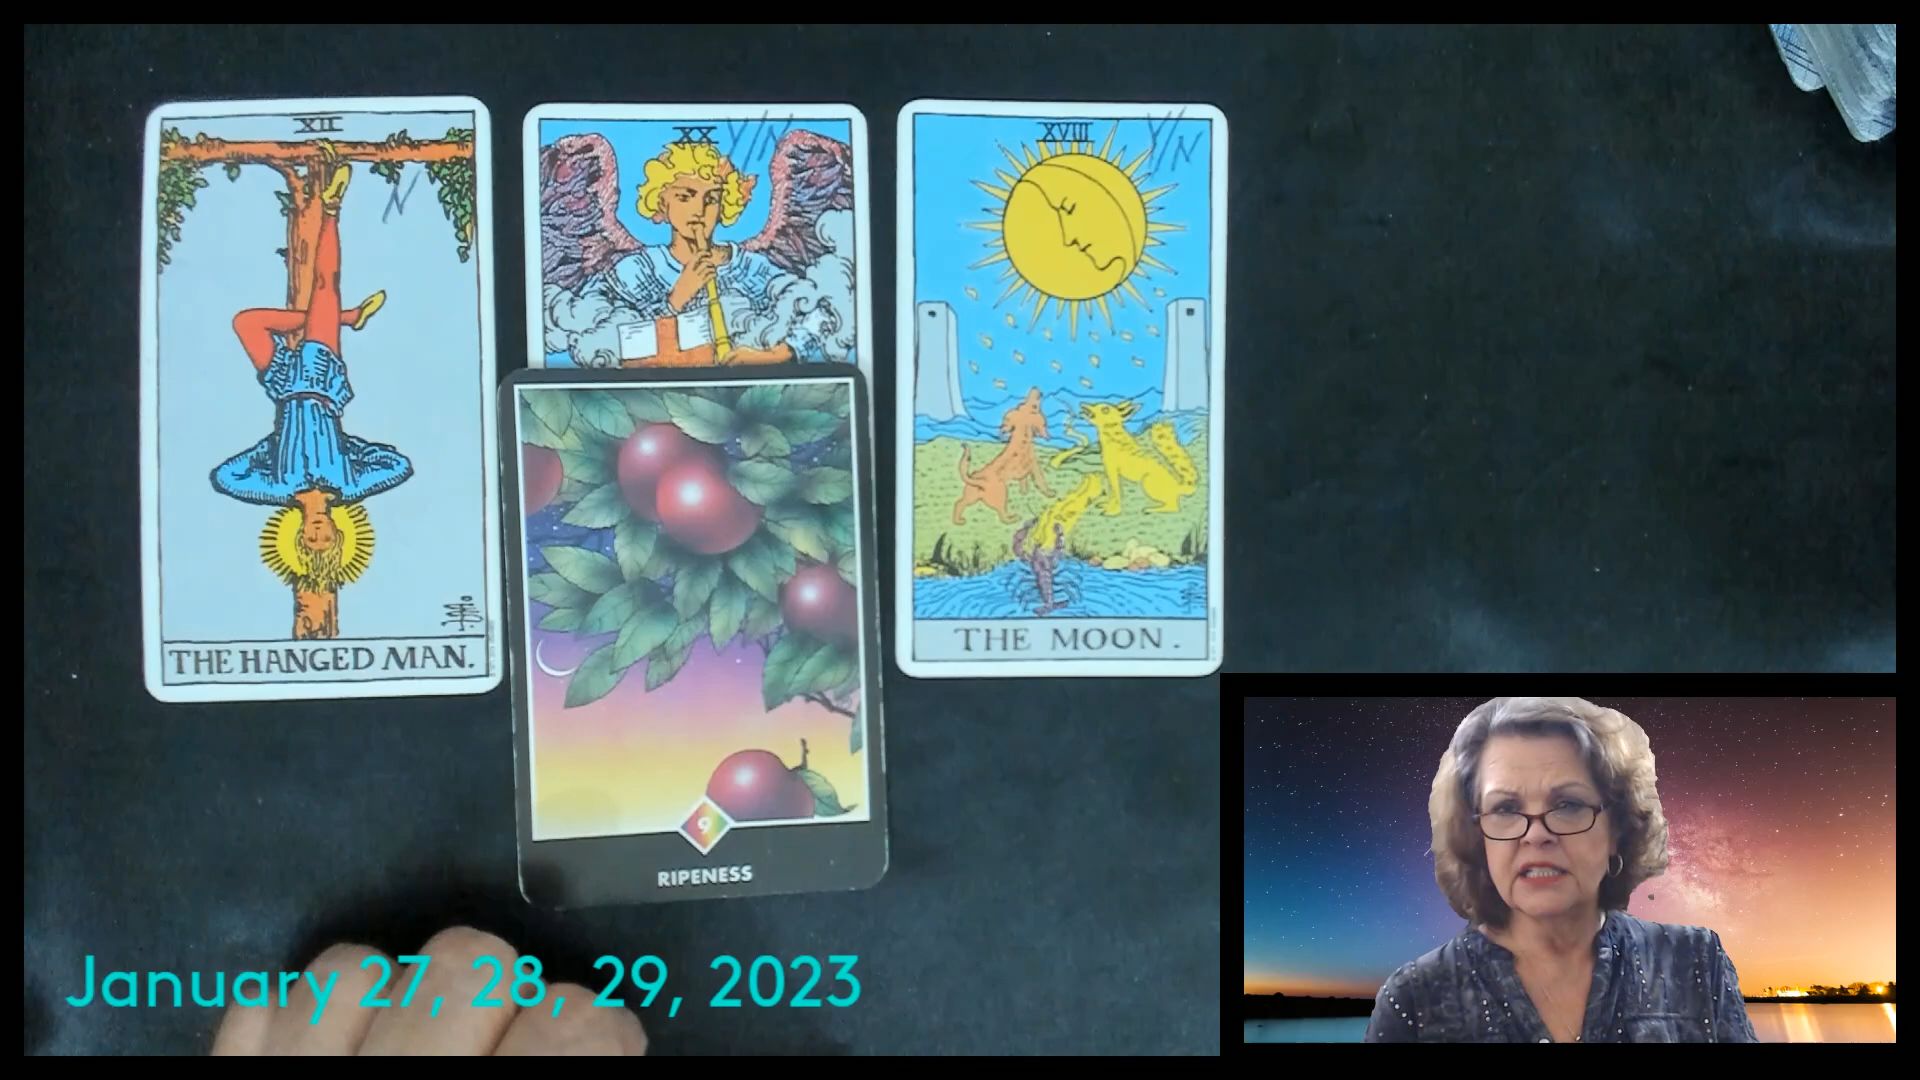 XII
N
THE HANGED MAN.
XX
Y/N
XVIII
Y/N
THE MOON.
9
RIPENESS
January 27, 28, 29, 2023